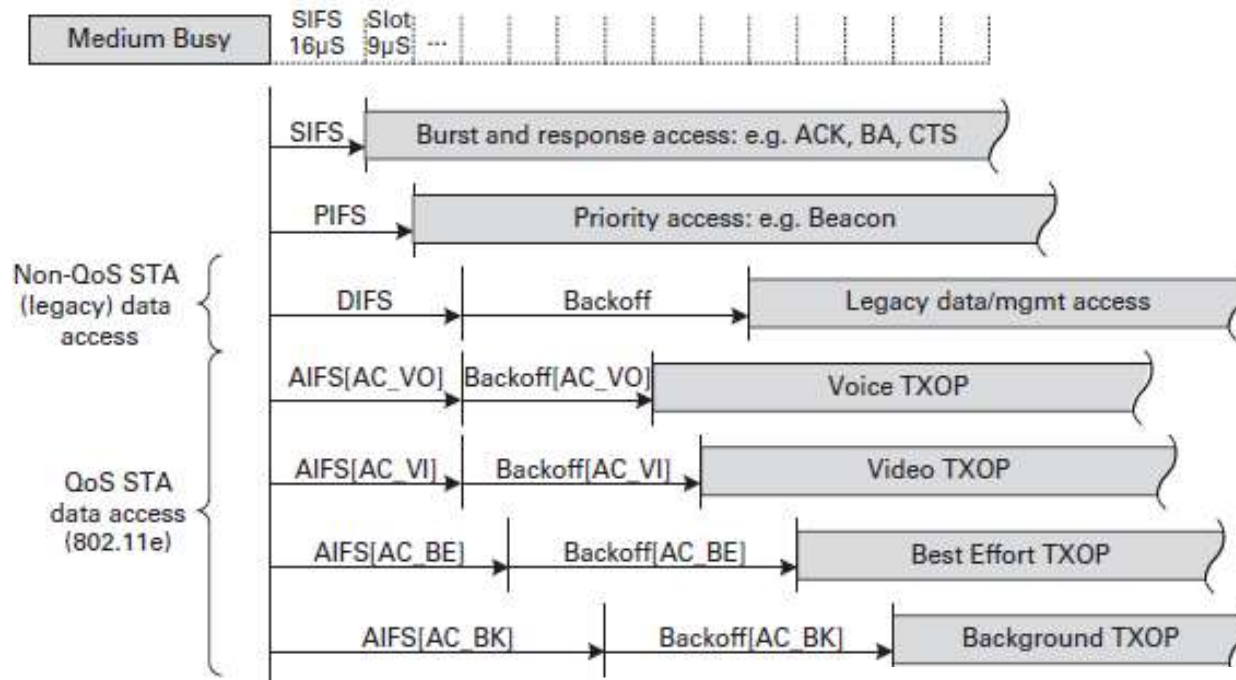 Medium Busy
SIFS
16µS
Slot
9µS
...
SIFS
Burst and response access: e.g. ACK, BA, CTS
PIFS
Priority access: e.g. Beacon
Non-QoS STA
(legacy) data
access
DIFS
Backoff
Legacy data/mgmt access
QoS STA
data access
(802.11e)
AIFS[AC_VO]
Backoff[AC_VO]
Voice TXOP
AIFS[AC_VI]
Backoff[AC_VI]
Video TXOP
AIFS[AC_BE]
Backoff[AC_BE]
Best Effort TXOP
AIFS[AC_BK]
Backoff[AC_BK]
Background TXOP